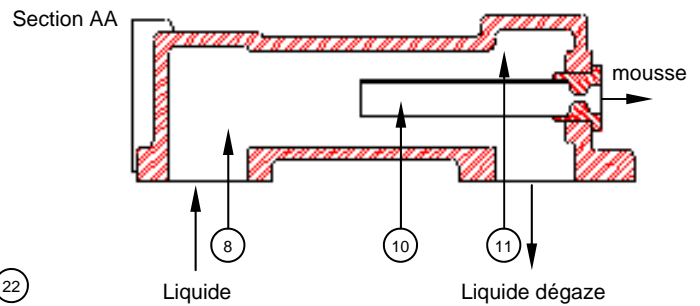 Section AA
mousse
8
10
11
22
Liquide
Liquide dégaze